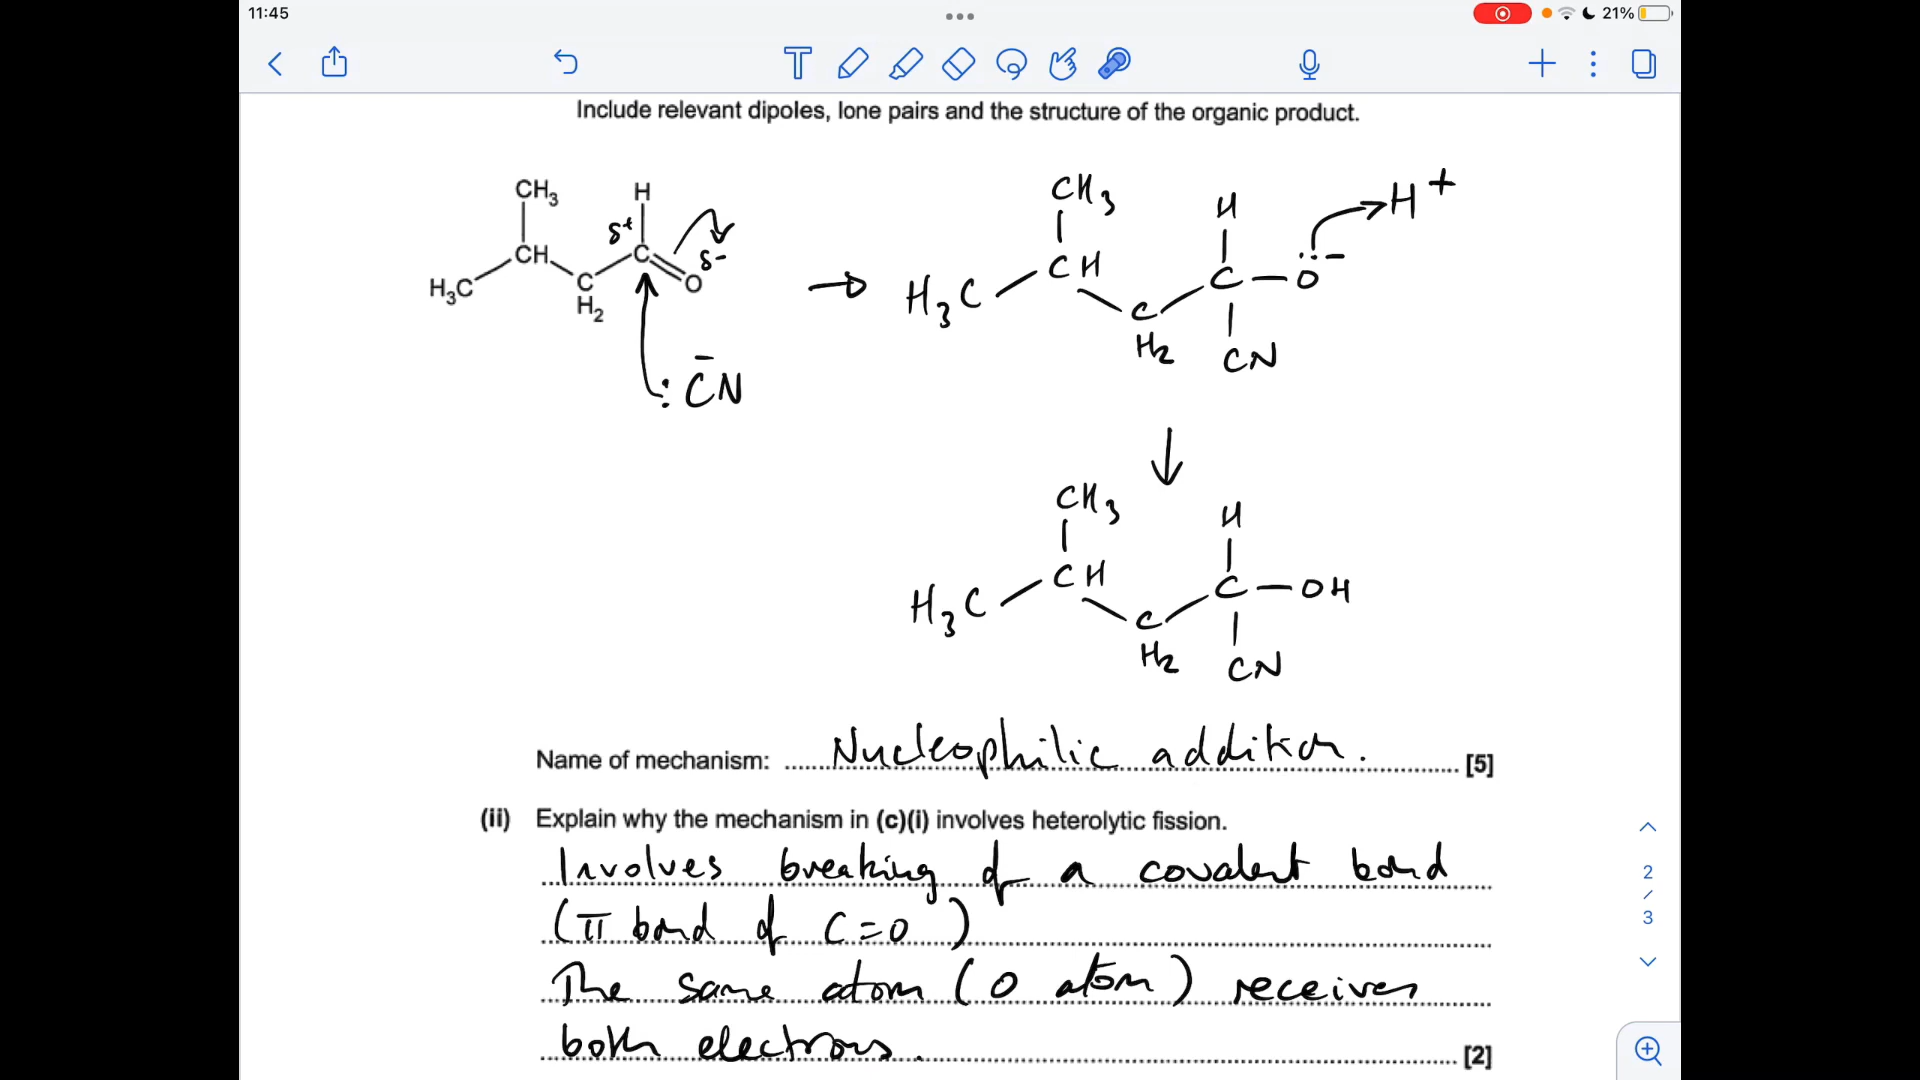 11:45
21%
Include relevant dipoles, lone pairs and the structure of the organic product.
CH₃ H
δ+
CH C δ-
H₃C C O
H₂
:C̄N
CH₃ H H+
H₃C CH C C – O:⁻
H₂ CN
CH₃ H
H₃C CH C C – OH
H₂ CN
Name of mechanism: Nucleophilic addition. [5]
(ii) Explain why the mechanism in (c)(i) involves heterolytic fission.
Involves breaking of a covalent bond
(π bond of C=O)
The same atom (O atom) receives
both electrons. [2]
2
/
3